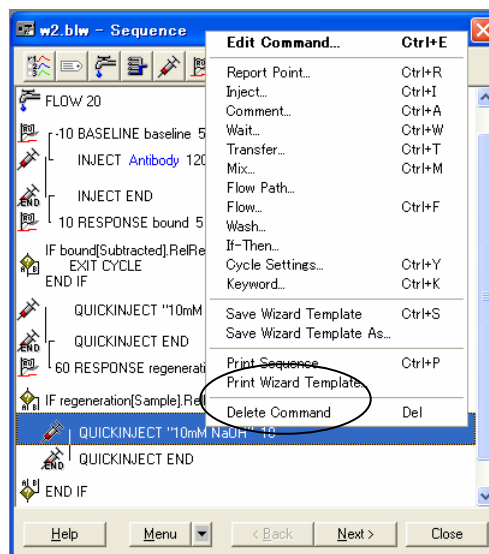 w2.blw - Sequence
Edit Command... Ctrl+E
Report Point... Ctrl+R
Inject... Ctrl+I
Comment... Ctrl+A
Wait... Ctrl+W
Transfer... Ctrl+T
Mix... Ctrl+M
Flow Path...
Flow... Ctrl+F
Wash...
If-Then...
Cycle Settings... Ctrl+Y
Keyword... Ctrl+K
Save Wizard Template Ctrl+S
Save Wizard Template As...
Print Sequence Ctrl+P
Print Wizard Template
Delete Command Del
FLOW 20
-10 BASELINE baseline 5
INJECT Antibody 120
INJECT END
10 RESPONSE bound 5
IF bound[Subtracted].RelRe
EXIT CYCLE
END IF
QUICKINJECT "10mM
QUICKINJECT END
60 RESPONSE regenerati
IF regeneration[Sample].Rel
QUICKINJECT "10mM NaOH" 10
QUICKINJECT END
END IF
Help Menu < Back Next > Close